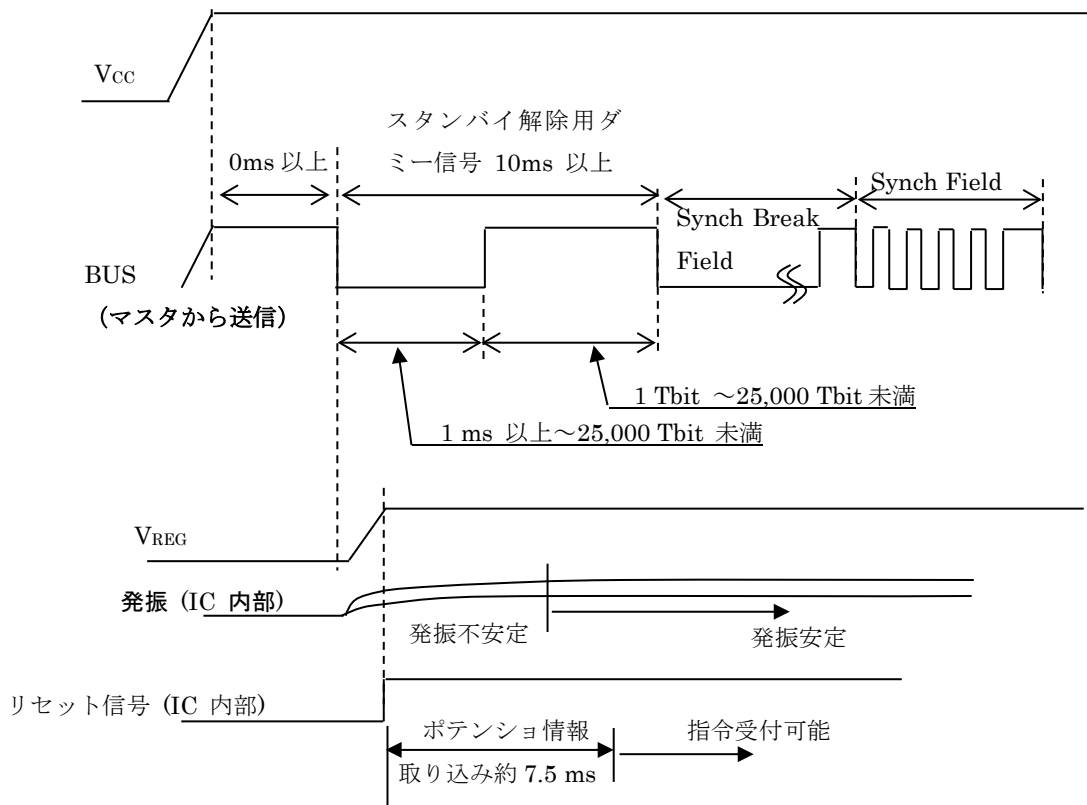 VCC
スタンバイ解除用ダ
0ms 以上
ミー信号 10ms 以上
Synch Field
Synch Break
BUS
Field
（マスタから送信）
1 Tbit ～25,000 Tbit 未満
1 ms 以上～25,000 Tbit 未満
VREG
発振 (IC 内部)
発振不安定
発振安定
リセット信号 (IC 内部)
ポテンショ情報
指令受付可能
取り込み約 7.5 ms